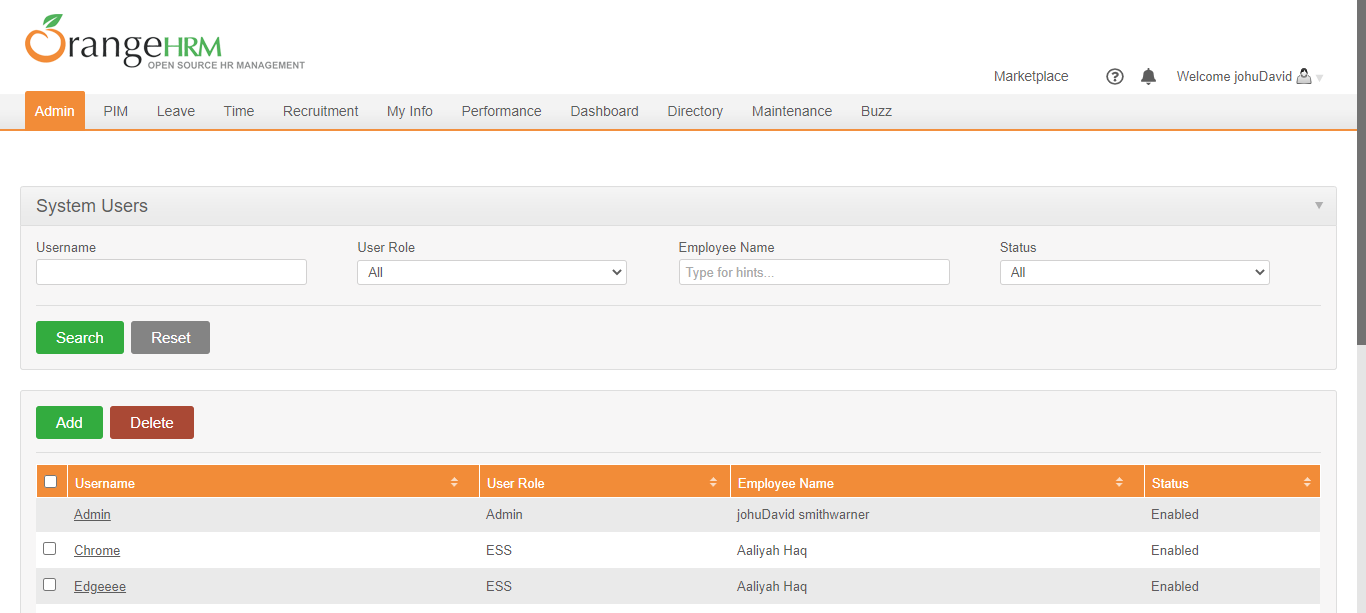 OrangeHRM
OPEN SOURCE HR MANAGEMENT
Marketplace ? Welcome johuDavid
Admin PIM Leave Time Recruitment My Info Performance Dashboard Directory Maintenance Buzz
System Users
Username User Role Employee Name Status
All Type for hints... All
Search Reset
Add Delete
Username User Role Employee Name Status
Admin Admin johuDavid smithwarner Enabled
Chrome ESS Aaliyah Haq Enabled
Edgeeee ESS Aaliyah Haq Enabled